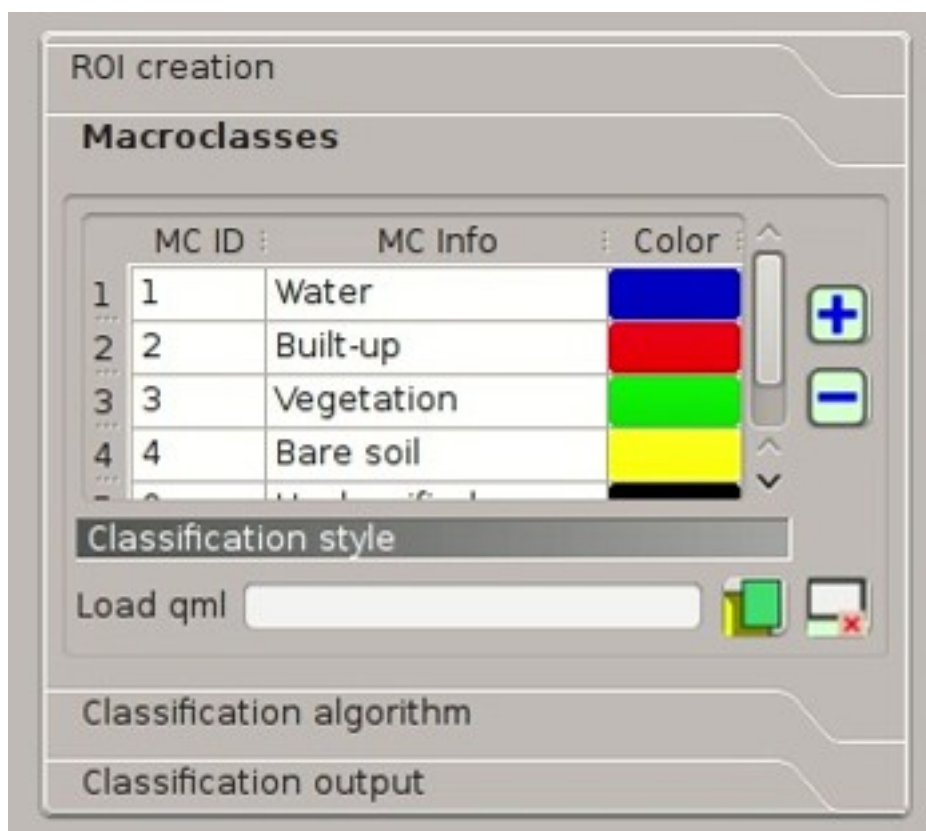 ROI creation
Macroclasses
MC ID MC Info Color
1 1 Water
2 2 Built-up
3 3 Vegetation
4 4 Bare soil
Classification style
Load qml
Classification algorithm
Classification output